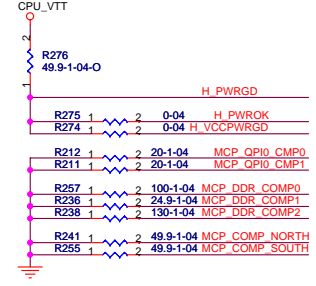 CPU_VTT
2
R276
49.9-1-04-O
1
H_PWRGD
R275 1 2 0-04 H_PWROK
R274 1 2 0-04 H_VCCPWRGD
R212 1 2 20-1-04 MCP_QPI0_CMP0
R211 1 2 20-1-04 MCP_QPI0_CMP1
R257 1 2 100-1-04 MCP_DDR_COMP0
R236 1 2 24.9-1-04 MCP_DDR_COMP1
R238 1 2 130-1-04 MCP_DDR_COMP2
R241 1 2 49.9-1-04 MCP_COMP_NORTH
R255 1 2 49.9-1-04 MCP_COMP_SOUTH